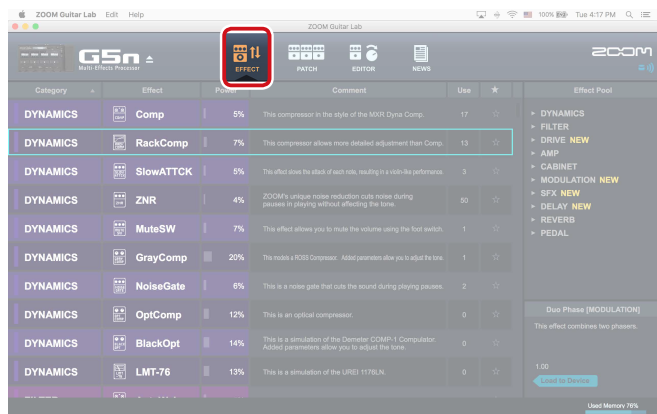 ZOOM Guitar Lab Edit Help 100% Tue 4:17 PM
ZOOM Guitar Lab
G5n
Multi-Effects Processor
EFFECT PATCH EDITOR NEWS
ZOOM
Category Effect Power Comment Use Effect Pool
DYNAMICS Comp 5% This compressor in the style of the MXR Dyna Comp. 17
DYNAMICS RackComp 7% This compressor allows more detailed adjustment than Comp. 13
DYNAMICS SlowATTCK 5% This effect slows the attack of each note, resulting in a violin-like performance. 3
DYNAMICS ZNR 4% ZOOM's unique noise reduction cuts noise during
pauses in playing without affecting the tone. 50
DYNAMICS MuteSW 7% This effect allows you to mute the volume using the foot switch. 1
DYNAMICS GrayComp 20% This models a ROSS Compressor. Added parameters allow you to adjust the tone. 1
DYNAMICS NoiseGate 6% This is a noise gate that cuts the sound during playing pauses. 2
DYNAMICS OptComp 12% This is an optical compressor. 0
DYNAMICS BlackOpt 14% This is a simulation of the Demeter COMP-1 Compulator.
Added parameters allow you to adjust the tone. 0
DYNAMICS LMT-76 13% This is a simulation of the UREI 1176LN. 0
DYNAMICS
FILTER
DRIVE NEW
AMP
CABINET
MODULATION NEW
SFX NEW
DELAY NEW
REVERB
PEDAL
Duo Phase [MODULATION]
This effect combines two phasers.
1.00
Load to Device
Used Memory 76%